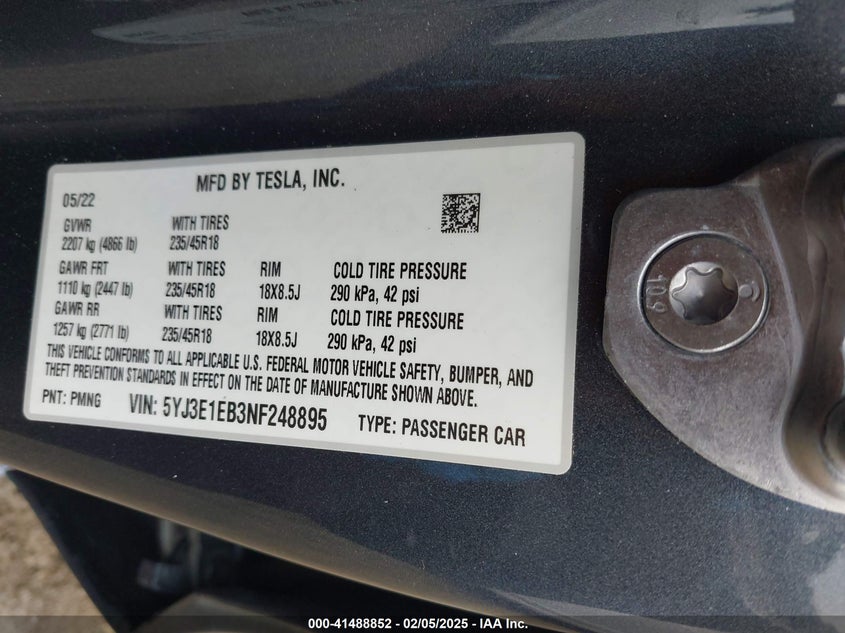 MFD BY TESLA, INC.
05/22
GVWR WITH TIRES
2207 kg (4866 lb) 235/45R18
GAWR FRT WITH TIRES RIM COLD TIRE PRESSURE
1110 kg (2447 lb) 235/45R18 18X8.5J 290 kPa, 42 psi
GAWR RR WITH TIRES RIM COLD TIRE PRESSURE
1257 kg (2771 lb) 235/45R18 18X8.5J 290 kPa, 42 psi
THIS VEHICLE CONFORMS TO ALL APPLICABLE U.S. FEDERAL MOTOR VEHICLE SAFETY, BUMPER, AND
THEFT PREVENTION STANDARDS IN EFFECT ON THE DATE OF MANUFACTURE SHOWN ABOVE.
PNT: PMNG VIN: 5YJ3E1EB3NF248895 TYPE: PASSENGER CAR
10.9
000-41488852 - 02/05/2025 - IAA Inc.